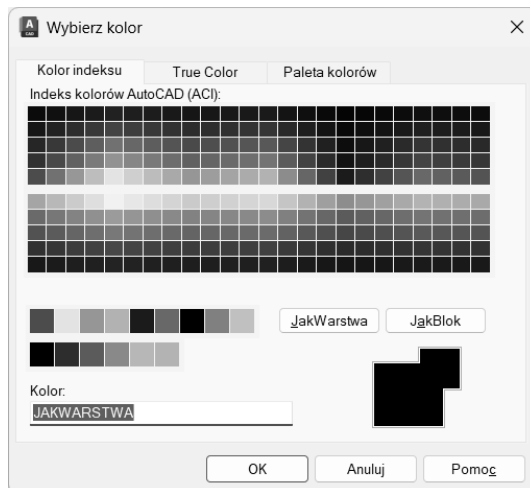 A CAD Wybierz kolor
Kolor indeksu True Color Paleta kolorów
Indeks kolorów AutoCAD (ACI):
JakWarstwa JakBlok
Kolor:
JAKWARSTWA
OK Anuluj Pomoc